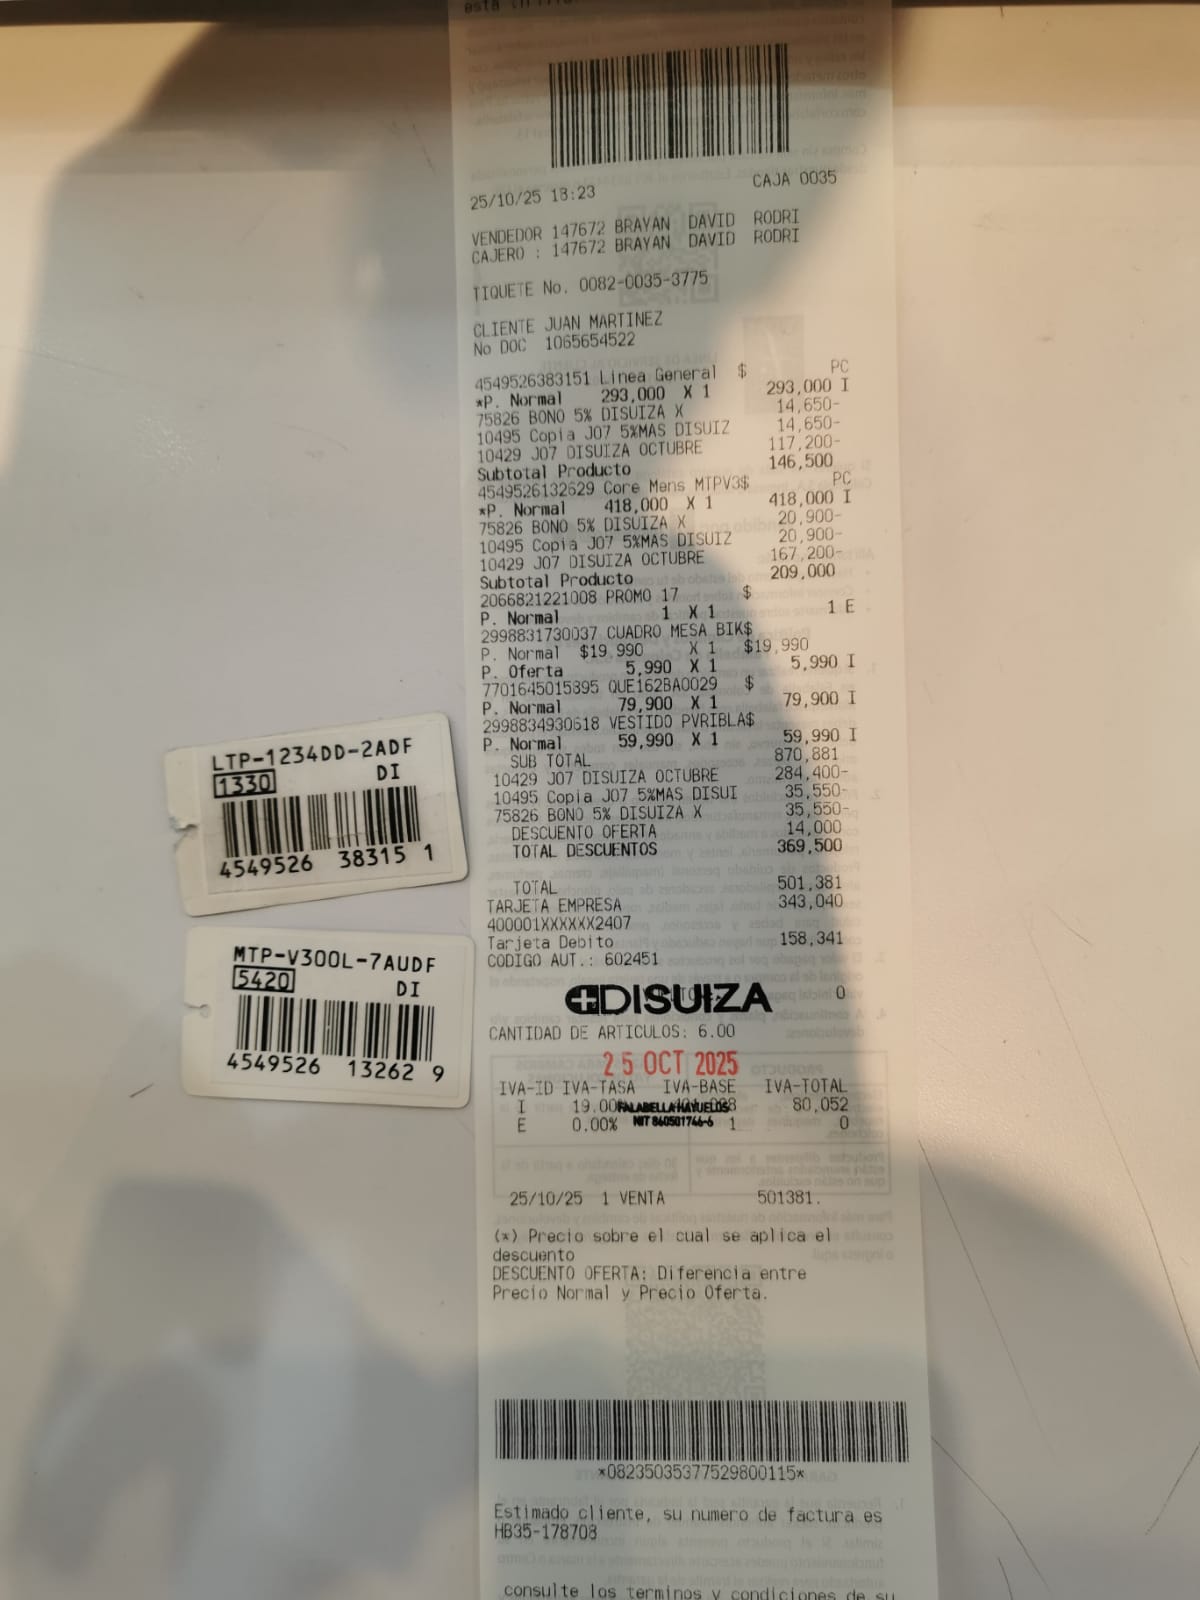 25/10/25 18:23 CAJA 0035
VENDEDOR 147672 BRAYAN DAVID RODRI
CAJERO : 147672 BRAYAN DAVID RODRI
TIQUETE No. 0082-0035-3775
CLIENTE JUAN MARTINEZ
No DOC 1065654522
4549526383151 Linea General $ PC
*P. Normal 293,000 X 1 293,000 I
75826 BONO 5% DISUIZA X 14,650-
10495 Copia J07 5%MAS DISUIZ 14,650-
10429 J07 DISUIZA OCTUBRE 117,200-
Subtotal Producto 146,500
4549526132629 Core Mens MTPV3$ PC
*P. Normal 418,000 X 1 418,000 I
75826 BONO 5% DISUIZA X 20,900-
10495 Copia J07 5%MAS DISUIZ 20,900-
10429 J07 DISUIZA OCTUBRE 167,200-
Subtotal Producto 209,000
2066821221008 PROMO 17 $
P. Normal 1 X 1 1 E
2998831730037 CUADRO MESA BIK$
P. Normal $19,990 X 1 $19,990
P. Oferta 5,990 X 1 5,990 I
7701645015395 QUE162BA0029 $
P. Normal 79,900 X 1 79,900 I
2998834930618 VESTIDO PVRIBLA$
P. Normal 59,990 X 1 59,990 I
SUB TOTAL 870,881
10429 J07 DISUIZA OCTUBRE 284,400-
10495 Copia J07 5%MAS DISUI 35,550-
75826 BONO 5% DISUIZA X 35,550-
DESCUENTO OFERTA 14,000
TOTAL DESCUENTOS 369,500
TOTAL 501,381
TARJETA EMPRESA 343,040
400001XXXXXX2407
Tarjeta Debito 158,341
CODIGO AUT.: 602451
DISUIZA 0
CANTIDAD DE ARTICULOS: 6.00
25 OCT 2025
IVA-ID IVA-TASA IVA-BASE IVA-TOTAL
I 19.00% 80,052
FALABELLA HAYUELOS
E 0.00% 1 0
NIT 860501746-6
25/10/25 1 VENTA 501381.
(*) Precio sobre el cual se aplica el
descuento
DESCUENTO OFERTA: Diferencia entre
Precio Normal y Precio Oferta.
*08235035377529800115*
Estimado cliente, su numero de factura es
HB35-178708
consulte los terminos y condiciones de su
LTP-1234DD-2ADF
1330 DI
4549526 38315 1
MTP-V300L-7AUDF
5420 DI
4549526 13262 9